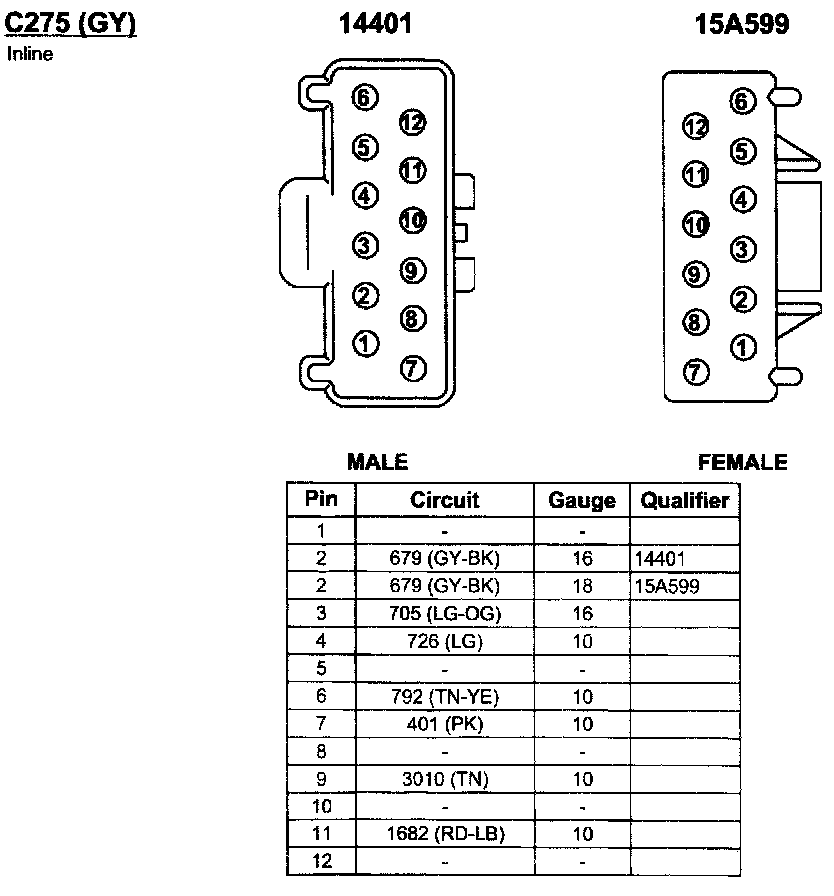 C275 (GY) 14401 15A599
Inline
6
12
5
11
4
10
3
9
2
8
1
7
6
12
5
11
4
10
3
9
2
8
1
7
MALE FEMALE
Pin Circuit Gauge Qualifier
1 - -
2 679 (GY-BK) 16 14401
2 679 (GY-BK) 18 15A599
3 705 (LG-OG) 16
4 726 (LG) 10
5 - -
6 792 (TN-YE) 10
7 401 (PK) 10
8 - -
9 3010 (TN) 10
10 - -
11 1682 (RD-LB) 10
12 - -